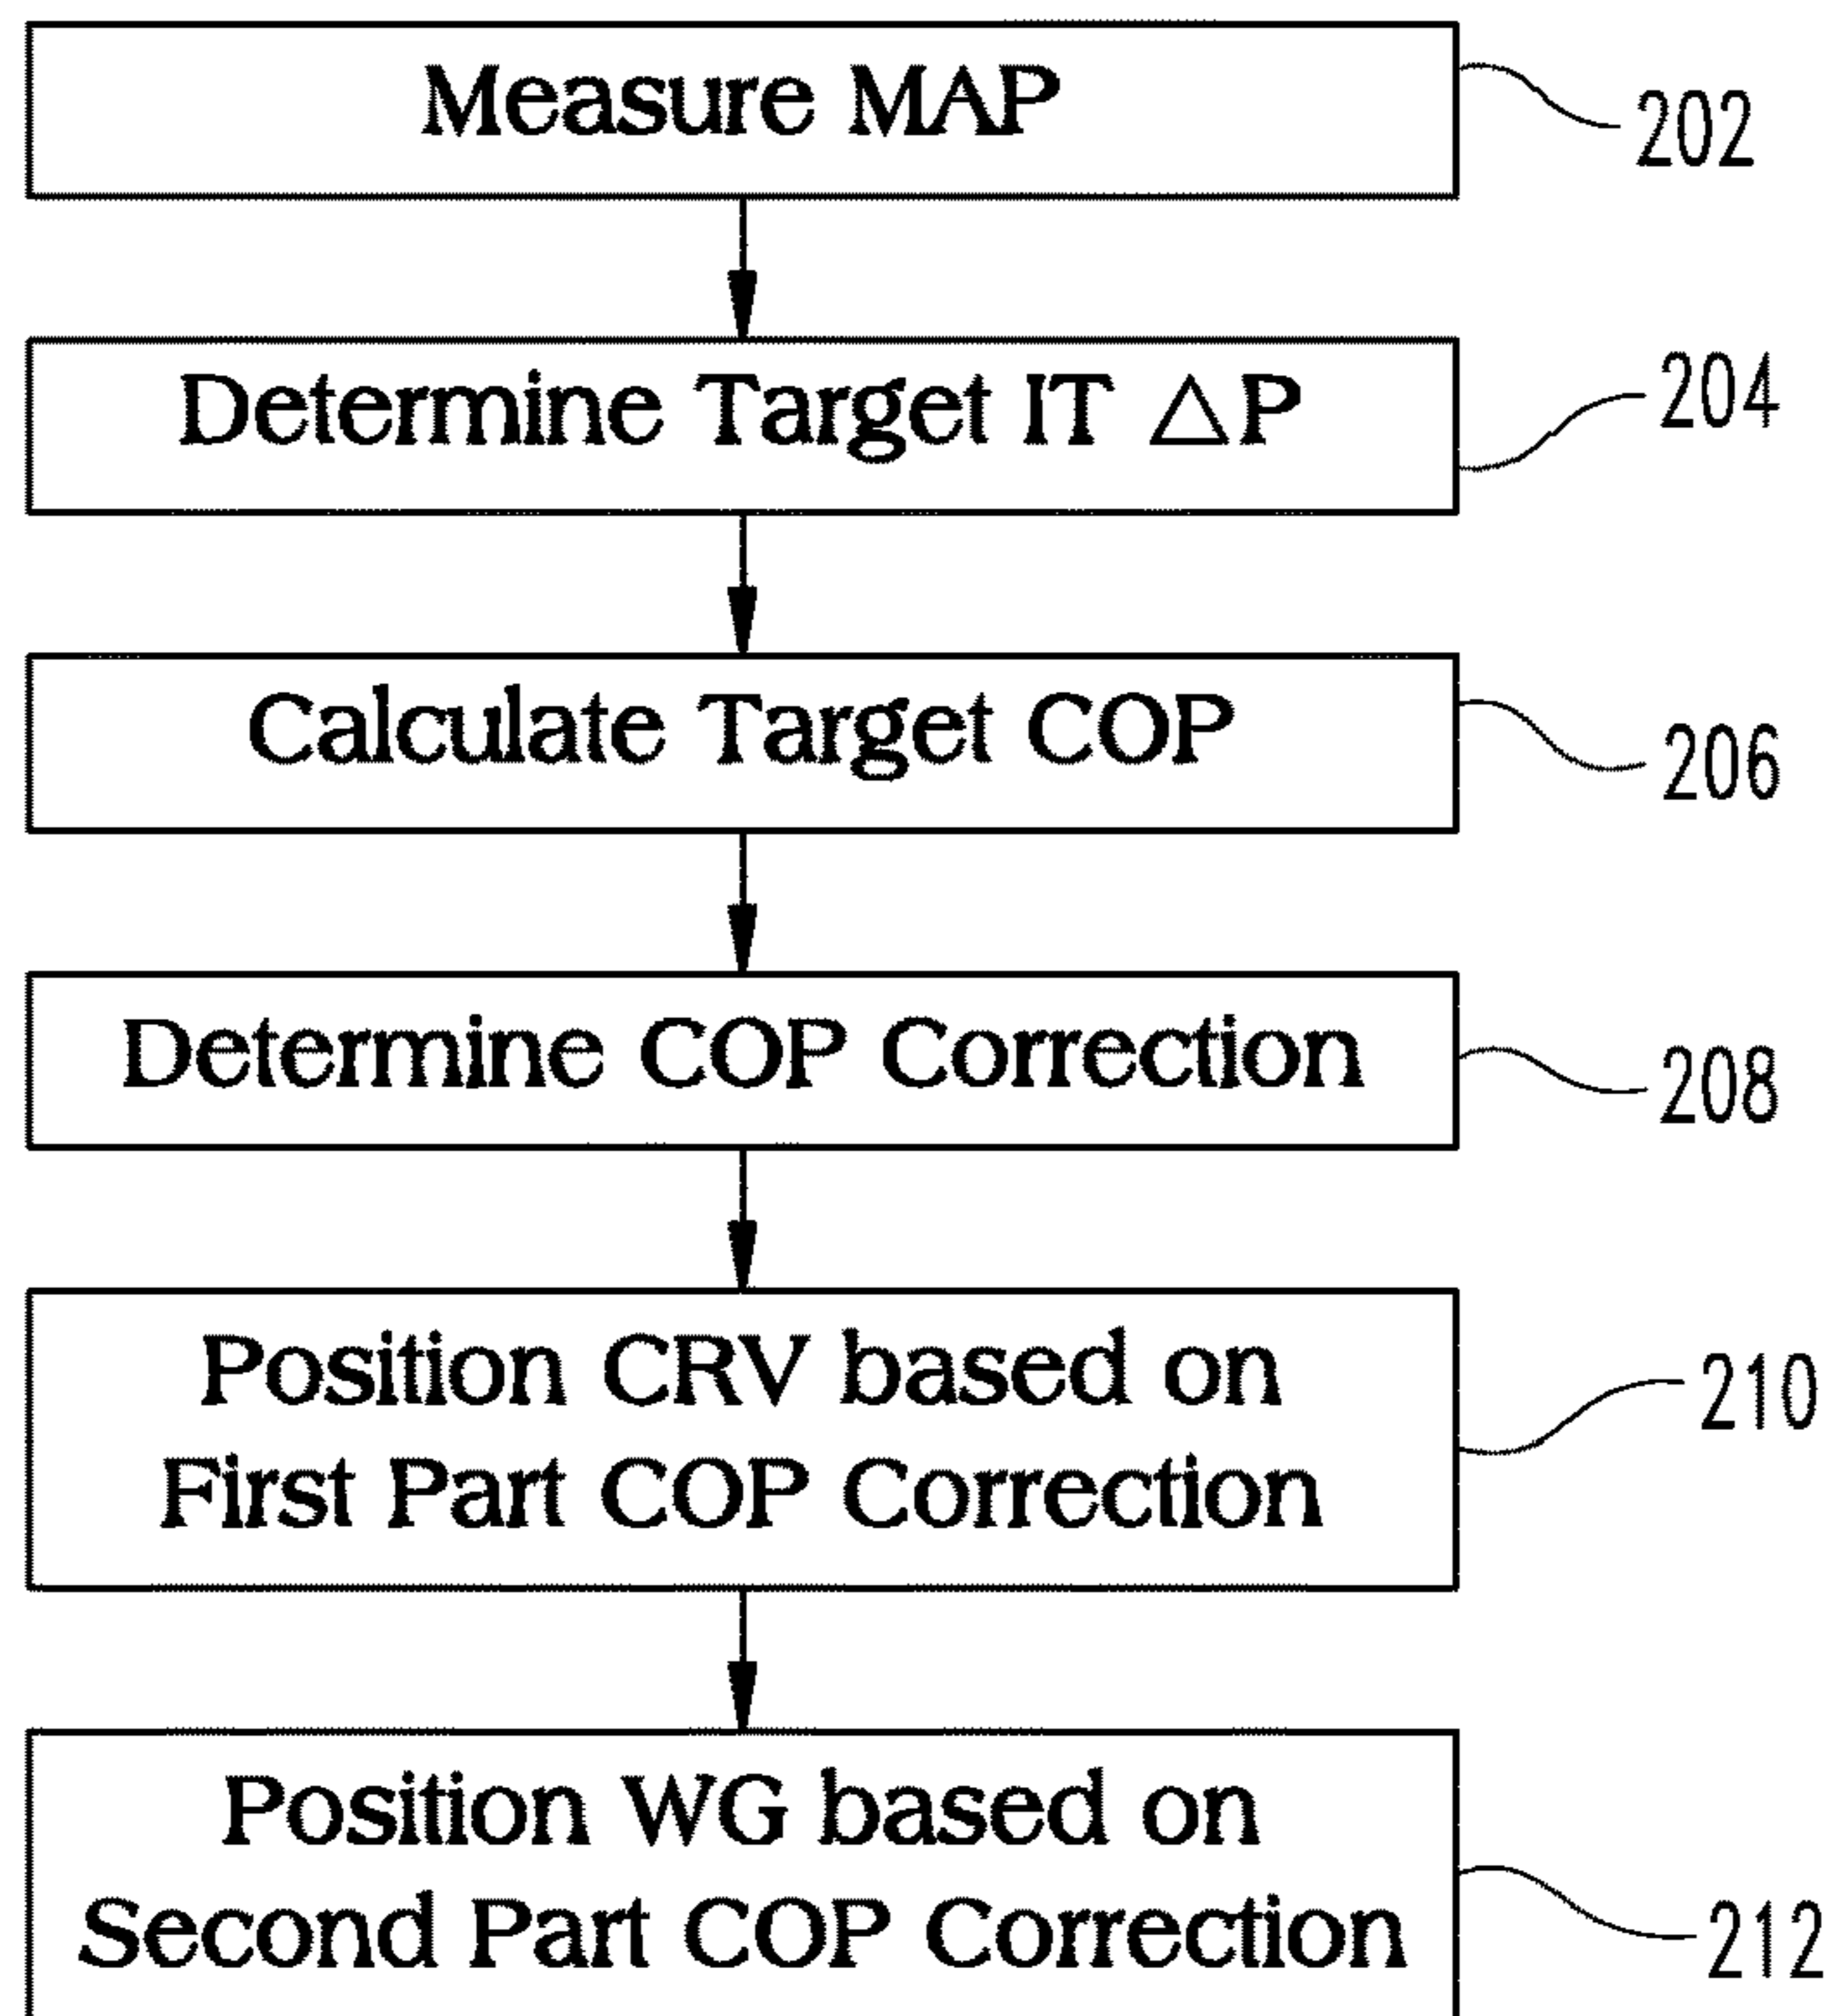 Measure MAP
202
Determine Target IT △P
204
Calculate Target COP
206
Determine COP Correction
208
Position CRV based on
First Part COP Correction
210
Position WG based on
Second Part COP Correction
212